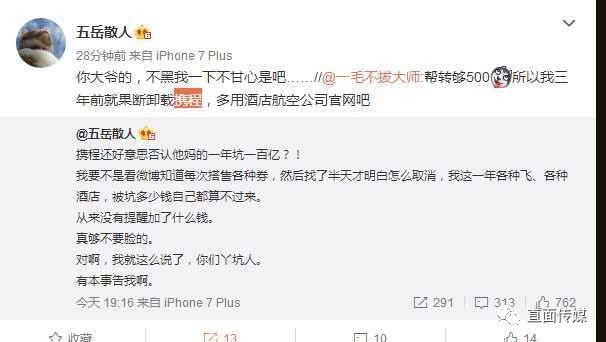 五岳散人
28分钟前 来自 iPhone 7 Plus
你大爷的，不黑我一下不甘心是吧……//@一毛不拔大师:帮转够500 所以我三
年前就果断卸载携程，多用酒店航空公司官网吧
@五岳散人
携程还好意思否认他妈的一年坑一百亿？！
我要不是看微博知道每次搭售各种券，然后找了半天才明白怎么取消，我这一年各种飞、各种
酒店，被坑多少钱自己都算不过来。
从来没有提醒加了什么钱。
真够不要脸的。
对啊，我就这么说了，你们丫坑人。
有本事告我啊。
今天 19:16 来自 iPhone 7 Plus 291 313 762
直面传媒
收藏 13 10 14